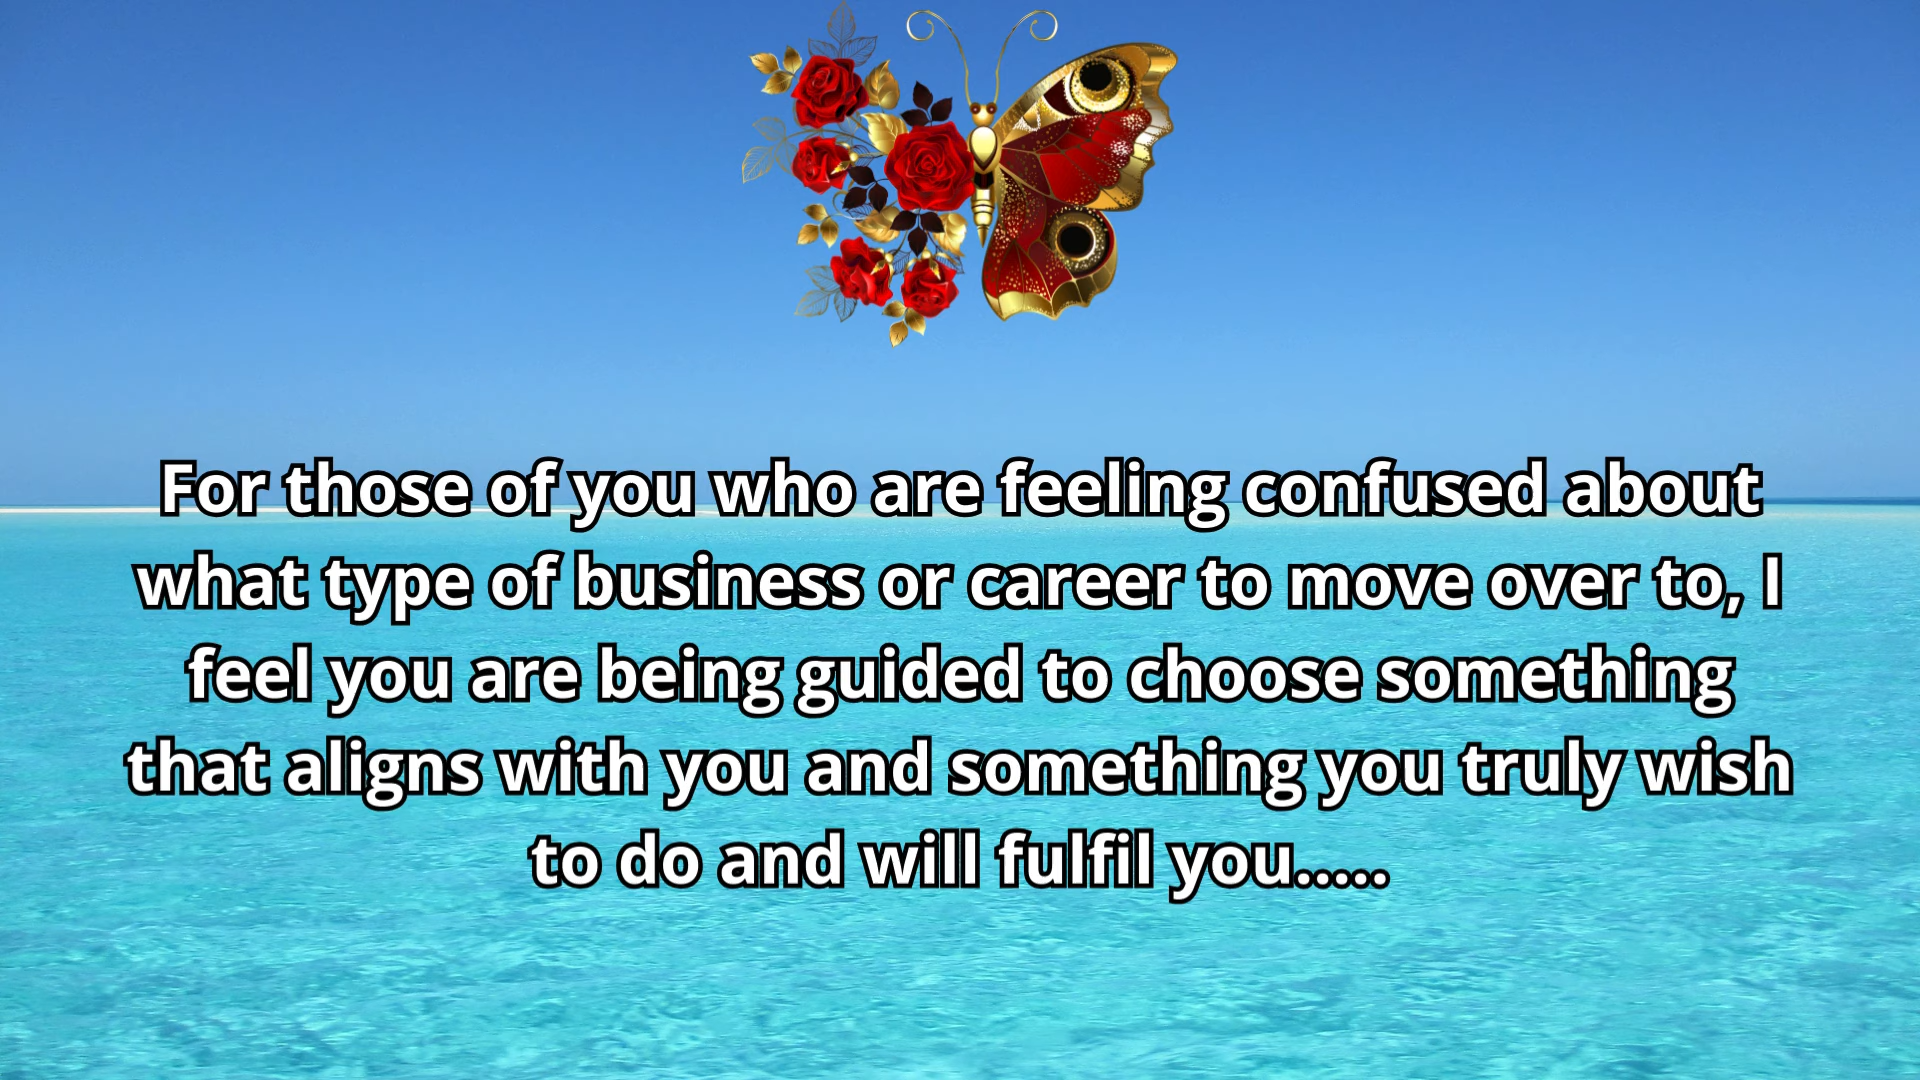 For those of you who are feeling confused about
what type of business or career to move over to, I
feel you are being guided to choose something
that aligns with you and something you truly wish
to do and will fulfil you.....